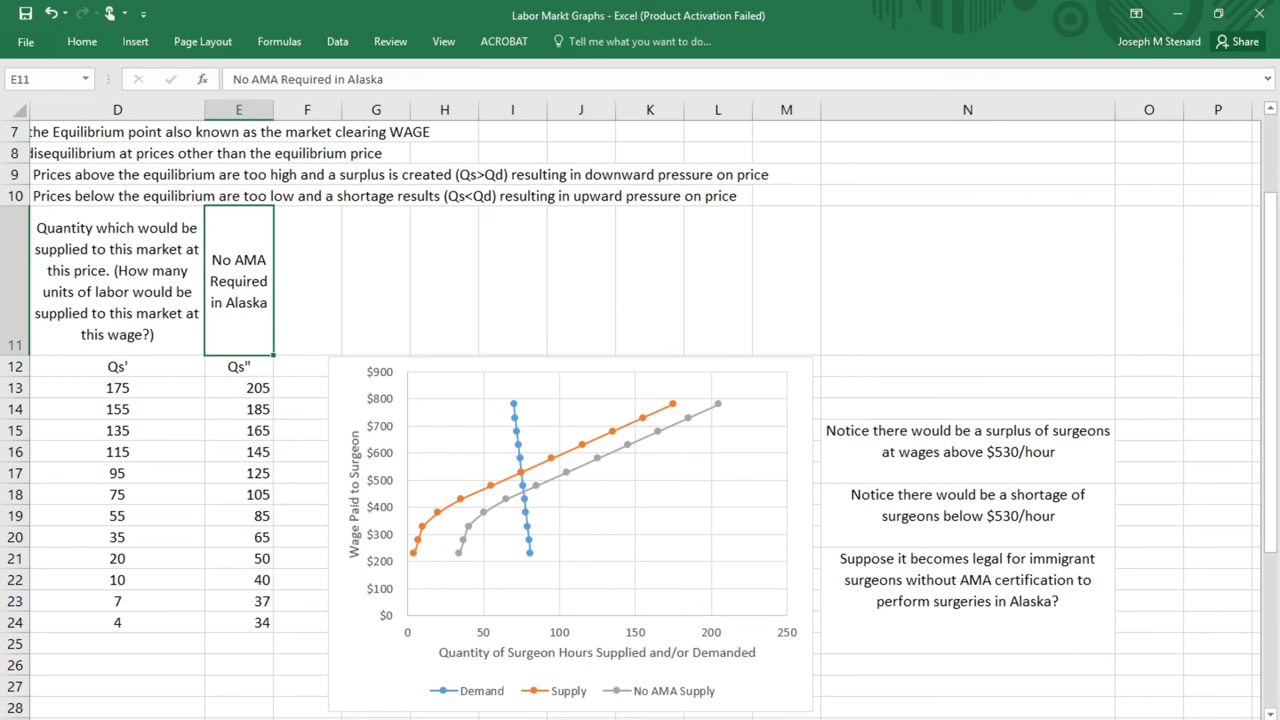 Labor Markt Graphs - Excel (Product Activation Failed)
File Home Insert Page Layout Formulas Data Review View ACROBAT Tell me what you want to do... Joseph M Stenard Share
E11 fx No AMA Required in Alaska
D E F G H I J K L M N O P
7 the Equilibrium point also known as the market clearing WAGE
8 disequilibrium at prices other than the equilibrium price
9 Prices above the equilibrium are too high and a surplus is created (Qs>Qd) resulting in downward pressure on price
10 Prices below the equilibrium are too low and a shortage results (Qs<Qd) resulting in upward pressure on price
11
Quantity which would be
supplied to this market at
this price. (How many
units of labor would be
supplied to this market at
this wage?)
No AMA
Required
in Alaska
12 Qs' Qs"
13 175 205
14 155 185
15 135 165
16 115 145
17 95 125
18 75 105
19 55 85
20 35 65
21 20 50
22 10 40
23 7 37
24 4 34
25
26
27
28
$900
$800
$700
$600
$500
$400
$300
$200
$100
$0
Wage Paid to Surgeon
0 50 100 150 200 250
Quantity of Surgeon Hours Supplied and/or Demanded
Demand Supply No AMA Supply
Notice there would be a surplus of surgeons
at wages above $530/hour
Notice there would be a shortage of
surgeons below $530/hour
Suppose it becomes legal for immigrant
surgeons without AMA certification to
perform surgeries in Alaska?